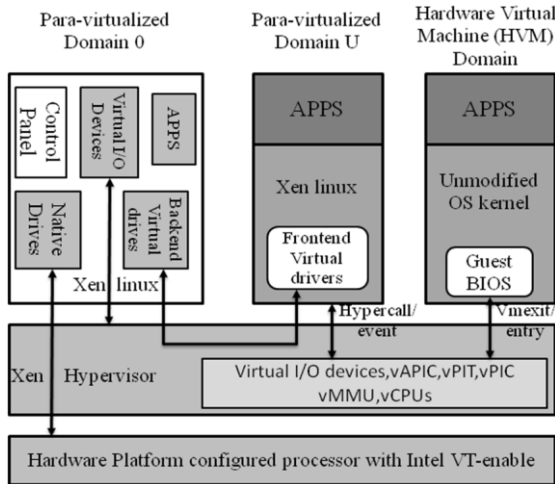 Para-virtualized
Domain 0
Para-virtualized
Domain U
Hardware Virtual
Machine (HVM)
Domain
Control
Panel
Virtual I/O
Devices
APPS
Native
Drives
Backend
Virtual
drives
Xen linux
APPS
Xen linux
Frontend
Virtual
drivers
APPS
Unmodified
OS kernel
Guest
BIOS
Hypercall/
event
Vmexit/
entry
Xen
Hypervisor
Virtual I/O devices,vAPIC,vPIT,vPIC
vMMU,vCPUs
Hardware Platform configured processor with Intel VT-enable